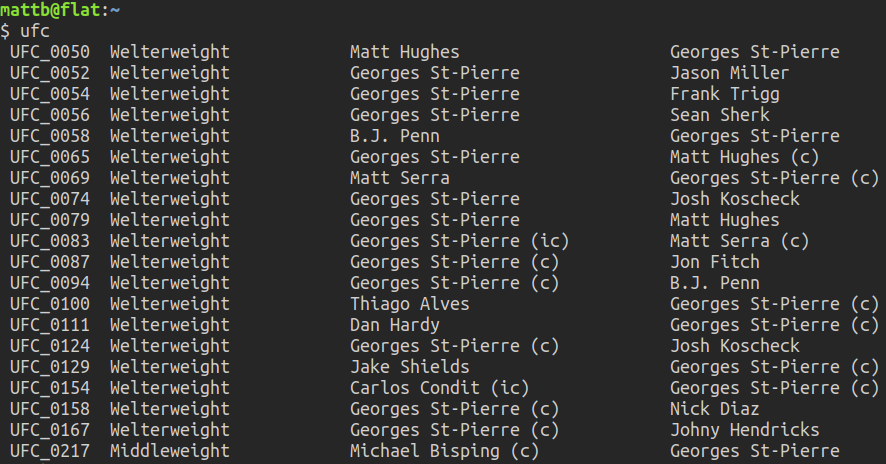 mattb@flat:~
$ ufc
UFC_0050 Welterweight Matt Hughes Georges St-Pierre
UFC_0052 Welterweight Georges St-Pierre Jason Miller
UFC_0054 Welterweight Georges St-Pierre Frank Trigg
UFC_0056 Welterweight Georges St-Pierre Sean Sherk
UFC_0058 Welterweight B.J. Penn Georges St-Pierre
UFC_0065 Welterweight Georges St-Pierre Matt Hughes (c)
UFC_0069 Welterweight Matt Serra Georges St-Pierre (c)
UFC_0074 Welterweight Georges St-Pierre Josh Koscheck
UFC_0079 Welterweight Georges St-Pierre Matt Hughes
UFC_0083 Welterweight Georges St-Pierre (ic) Matt Serra (c)
UFC_0087 Welterweight Georges St-Pierre (c) Jon Fitch
UFC_0094 Welterweight Georges St-Pierre (c) B.J. Penn
UFC_0100 Welterweight Thiago Alves Georges St-Pierre (c)
UFC_0111 Welterweight Dan Hardy Georges St-Pierre (c)
UFC_0124 Welterweight Georges St-Pierre (c) Josh Koscheck
UFC_0129 Welterweight Jake Shields Georges St-Pierre (c)
UFC_0154 Welterweight Carlos Condit (ic) Georges St-Pierre (c)
UFC_0158 Welterweight Georges St-Pierre (c) Nick Diaz
UFC_0167 Welterweight Georges St-Pierre (c) Johny Hendricks
UFC_0217 Middleweight Michael Bisping (c) Georges St-Pierre